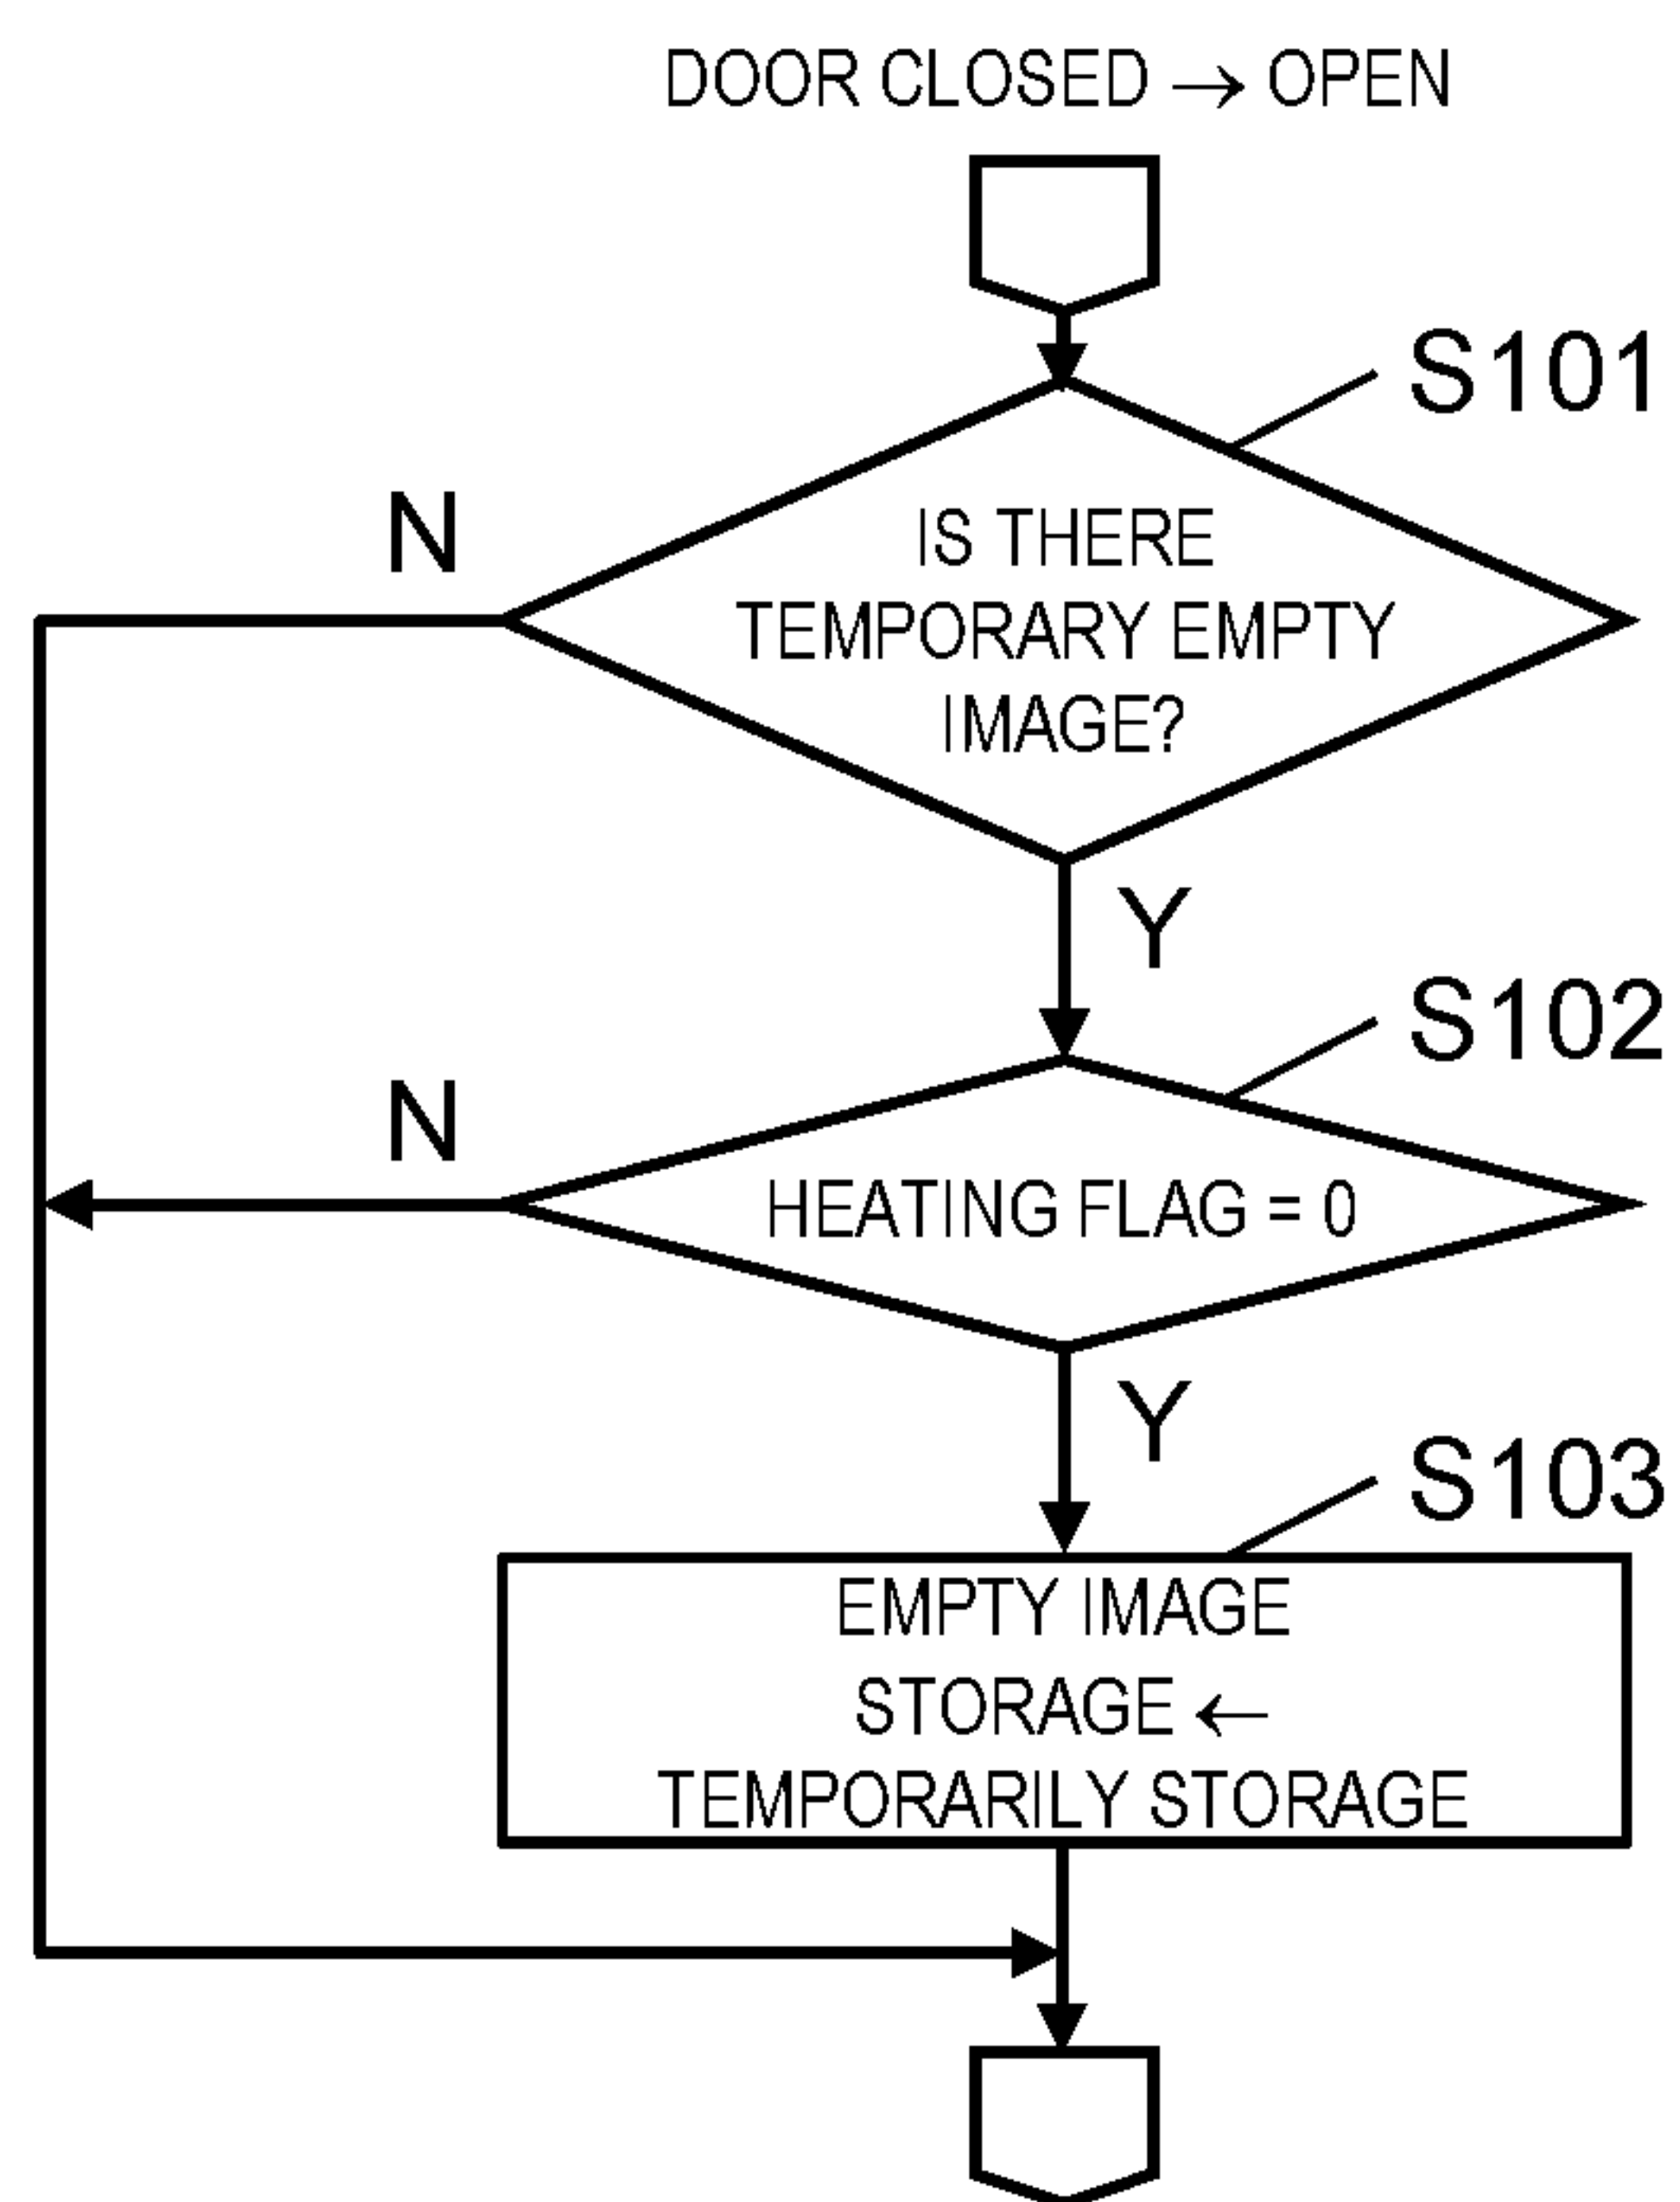 DOOR CLOSED → OPEN
S101
N
IS THERE
TEMPORARY EMPTY
IMAGE?
Y
S102
N
HEATING FLAG = 0
Y
S103
EMPTY IMAGE
STORAGE ←
TEMPORARILY STORAGE